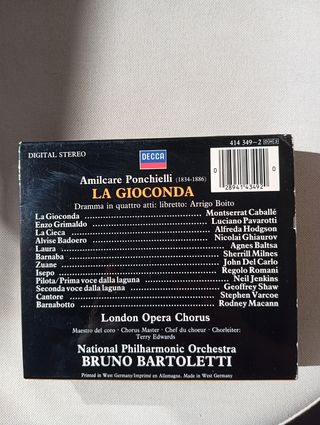 DIGITAL STEREO
DECCA
414 349-2
0 28941 43492 0
Amilcare Ponchielli (1834-1886)
LA GIOCONDA
Dramma in quattro atti: libretto: Arrigo Boito
La Gioconda ........ Montserrat Caballé
Enzo Grimaldo ........ Luciano Pavarotti
La Cieca ........ Alfreda Hodgson
Alvise Badoero ........ Nicolai Ghiaurov
Laura ........ Agnes Baltsa
Barnaba ........ Sherrill Milnes
Zuane ........ John Del Carlo
Isepo ........ Regolo Romani
Pilota/Prima voce dalla laguna ........ Neil Jenkins
Seconda voce dalla laguna ........ Geoffrey Shaw
Cantore ........ Stephen Varcoe
Barnabotto ........ Rodney Macann
London Opera Chorus
Maestro del coro · Chorus Master · Chef du choeur · Chorleiter:
Terry Edwards
National Philharmonic Orchestra
BRUNO BARTOLETTI
Printed in West Germany/Imprimé en Allemagne. Made in West Germany